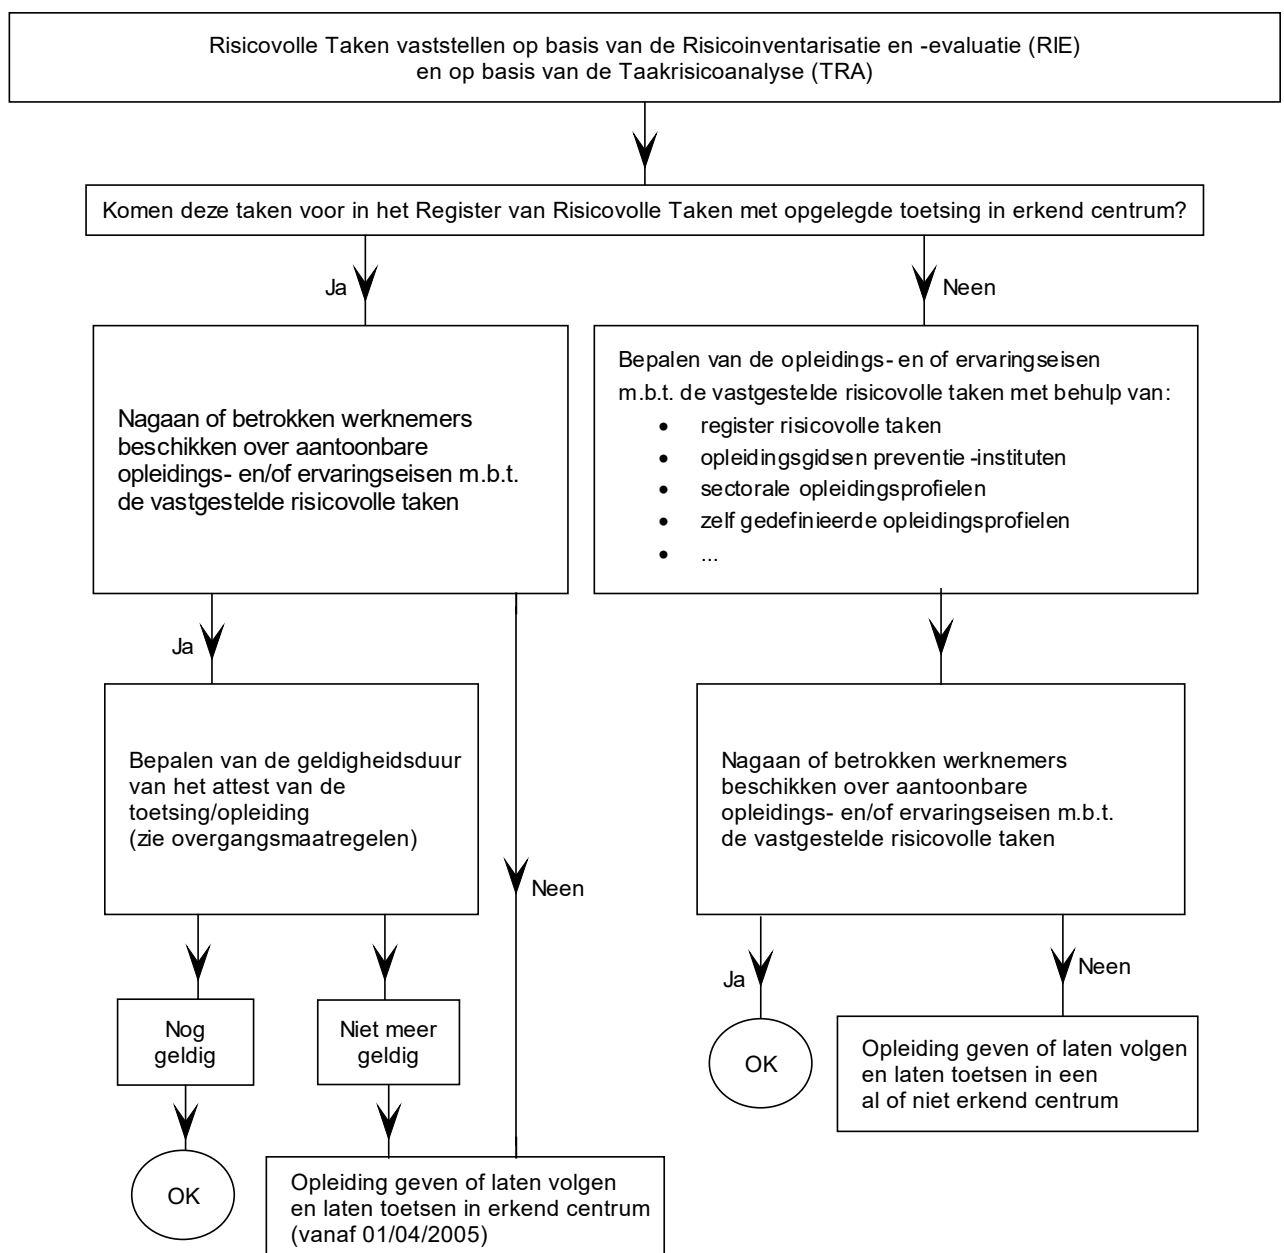 Risicovolle Taken vaststellen op basis van de Risicoinventarisatie en -evaluatie (RIE)
en op basis van de Taakrisicoanalyse (TRA)
Komen deze taken voor in het Register van Risicovolle Taken met opgelegde toetsing in erkend centrum?
Ja
Neen
Nagaan of betrokken werknemers
beschikken over aantoonbare
opleidings- en/of ervaringseisen m.b.t.
de vastgestelde risicovolle taken
Bepalen van de opleidings- en of ervaringseisen
m.b.t. de vastgestelde risicovolle taken met behulp van:
• register risicovolle taken
• opleidingsgidsen preventie -instituten
• sectorale opleidingsprofielen
• zelf gedefinieerde opleidingsprofielen
• ...
Ja
Neen
Bepalen van de geldigheidsduur
van het attest van de
toetsing/opleiding
(zie overgangsmaatregelen)
Nagaan of betrokken werknemers
beschikken over aantoonbare
opleidings- en/of ervaringseisen m.b.t.
de vastgestelde risicovolle taken
Ja
Neen
Nog
geldig
Niet meer
geldig
OK
Opleiding geven of laten volgen
en laten toetsen in een
al of niet erkend centrum
OK
Opleiding geven of laten volgen
en laten toetsen in erkend centrum
(vanaf 01/04/2005)